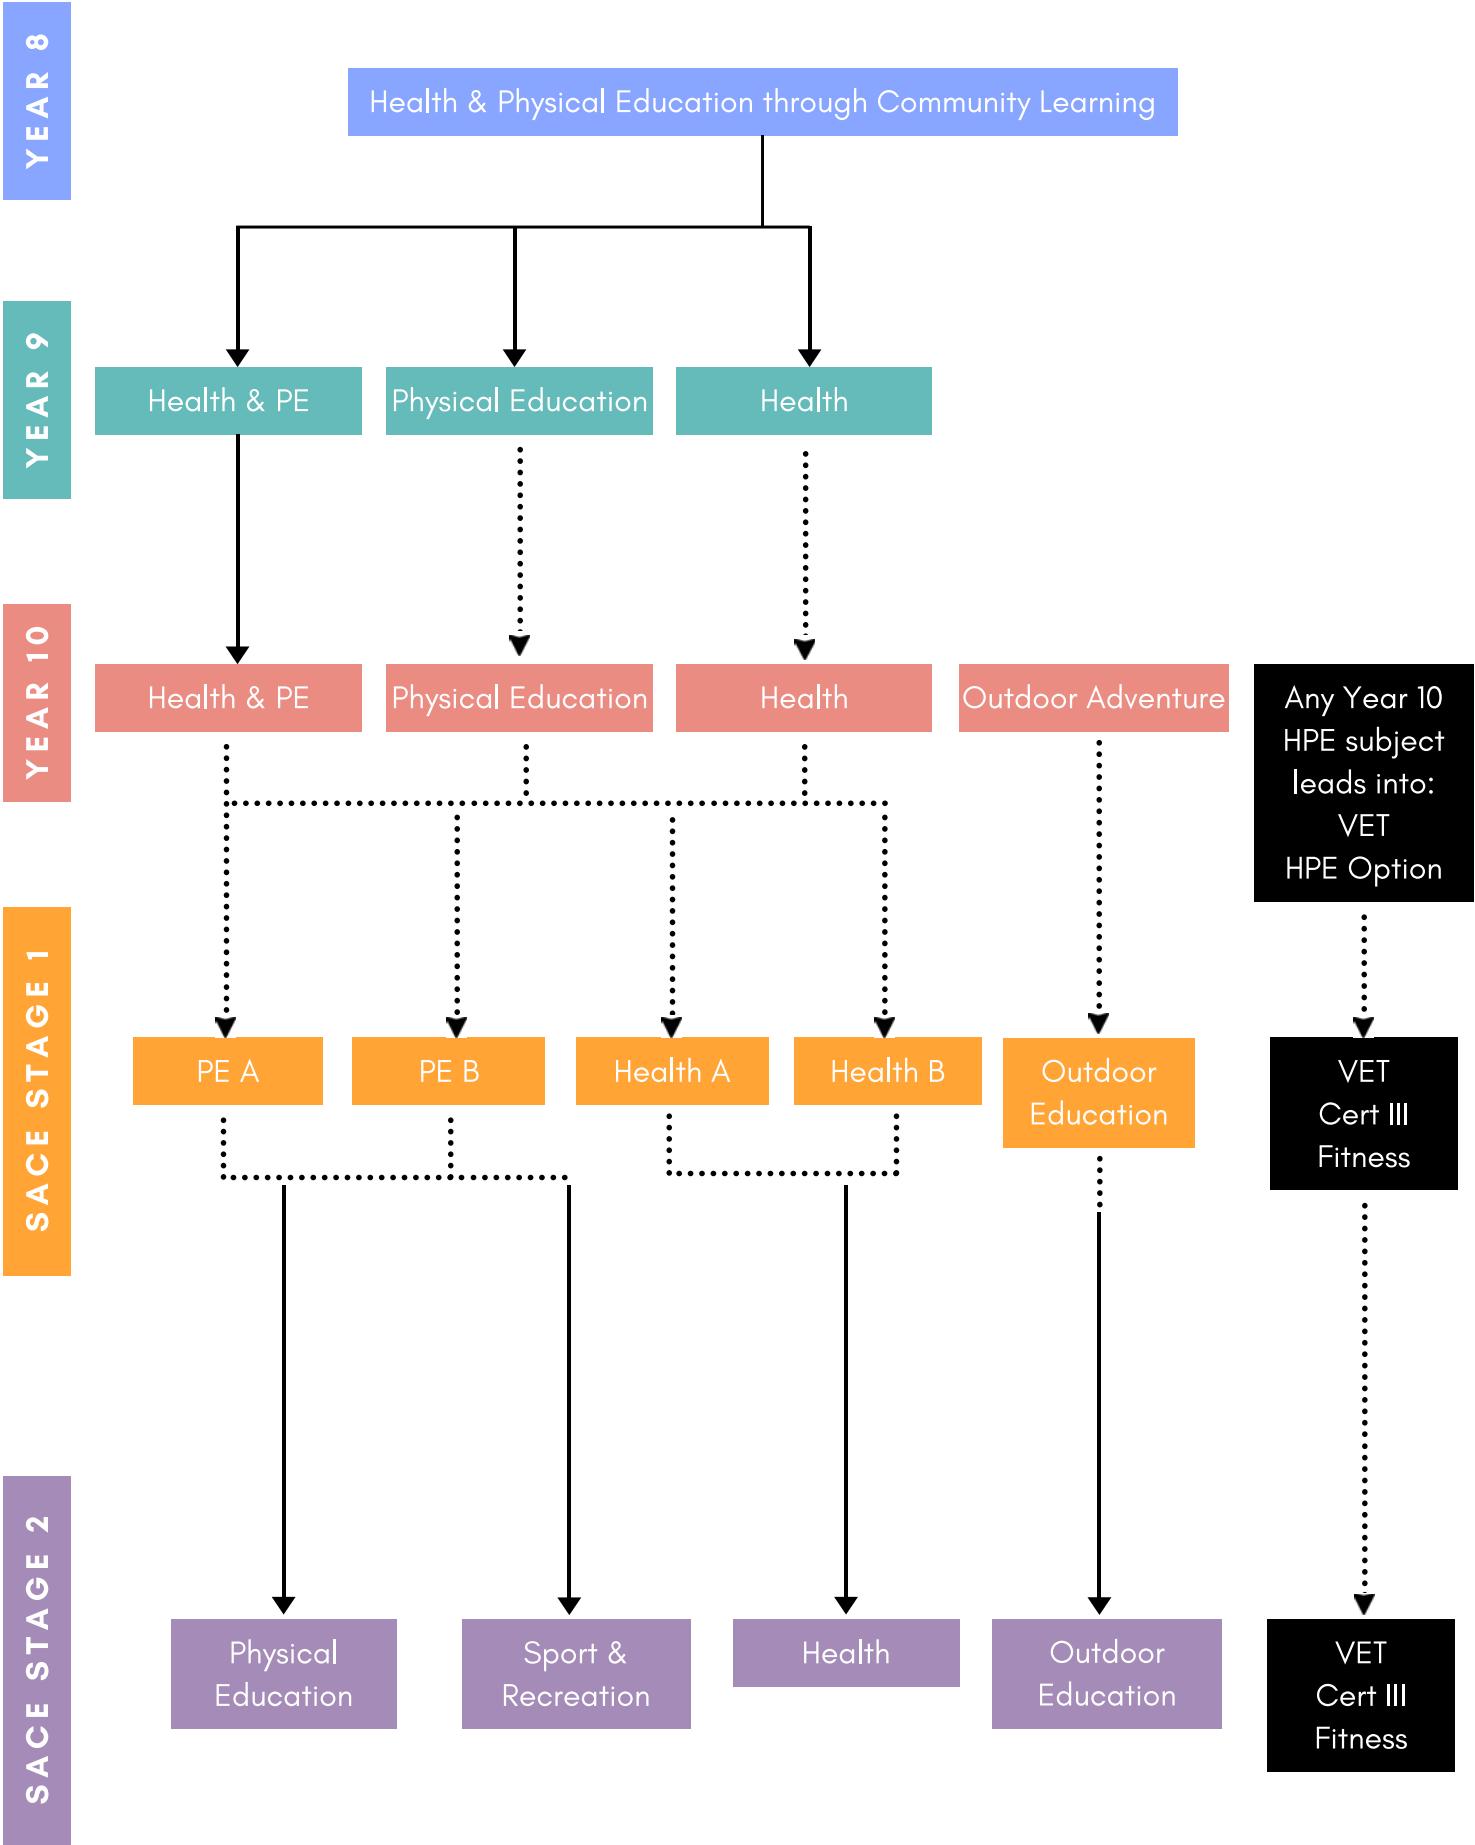 YEAR 8
Health & Physical Education through Community Learning
YEAR 9
Health & PE
Physical Education
Health
YEAR 10
Health & PE
Physical Education
Health
Outdoor Adventure
Any Year 10
HPE subject
leads into:
VET
HPE Option
SACE STAGE 1
PE A
PE B
Health A
Health B
Outdoor
Education
VET
Cert III
Fitness
SACE STAGE 2
Physical
Education
Sport &
Recreation
Health
Outdoor
Education
VET
Cert III
Fitness